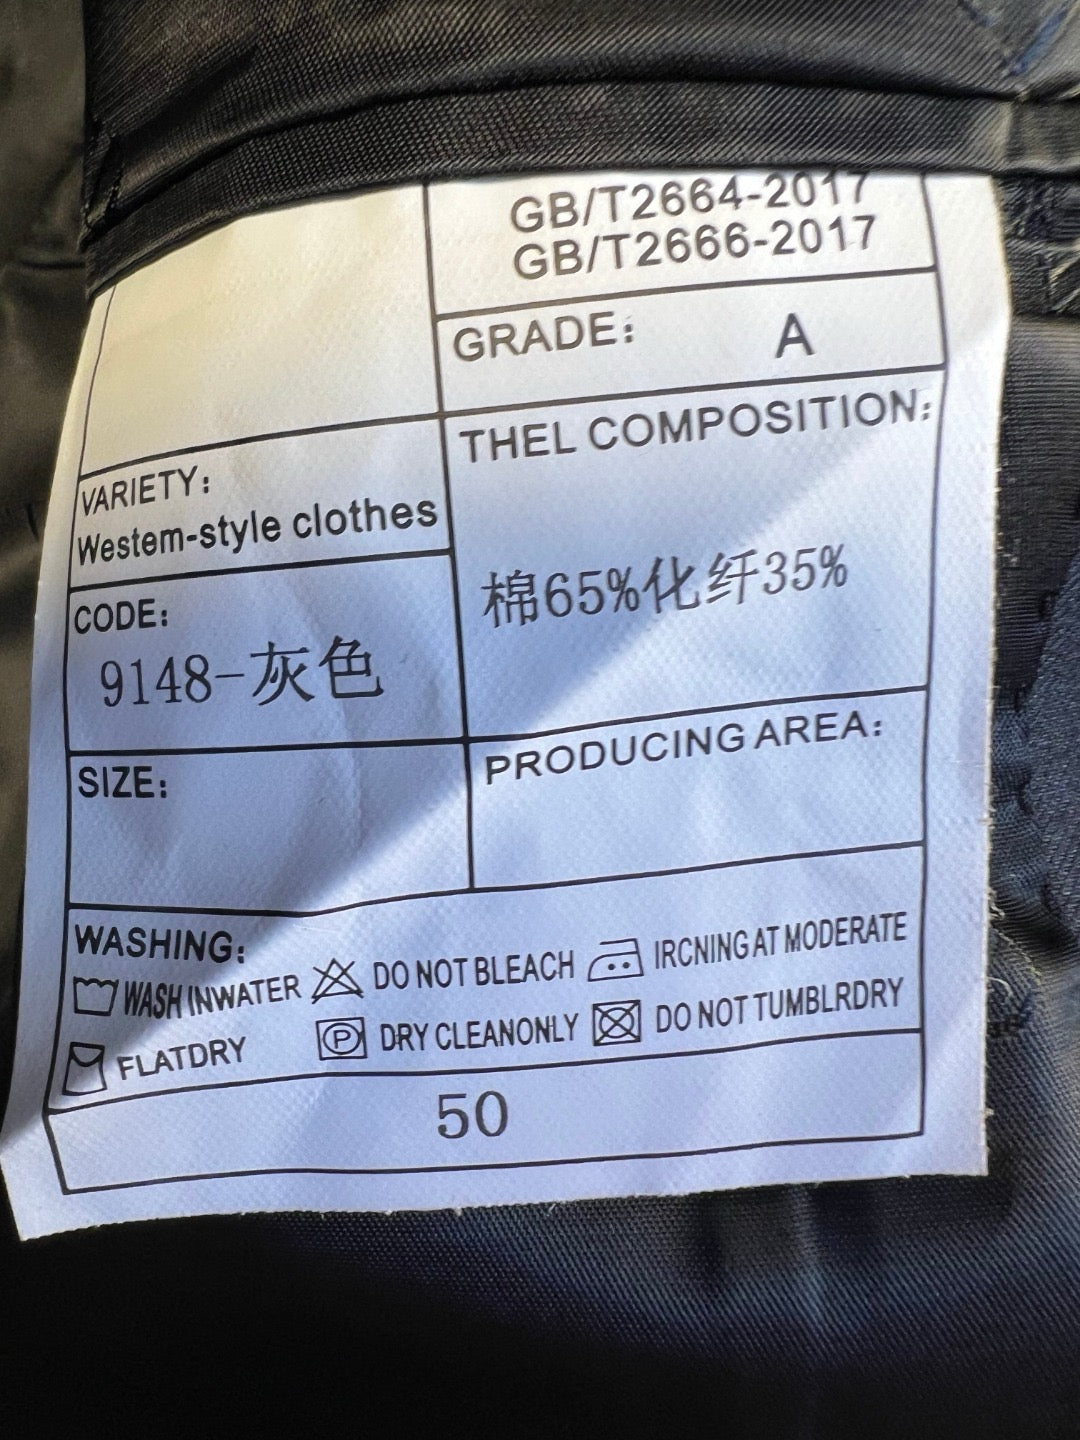 GB/T2664-2017
GB/T2666-2017
GRADE: A
THEL COMPOSITION:
棉65%化纤35%
VARIETY:
Westem-style clothes
CODE:
9148-灰色
SIZE:
PRODUCING AREA:
WASHING:
WASH INWATER DO NOT BLEACH IRCNING AT MODERATE
FLATDRY P DRY CLEANONLY DO NOT TUMBLRDRY
50